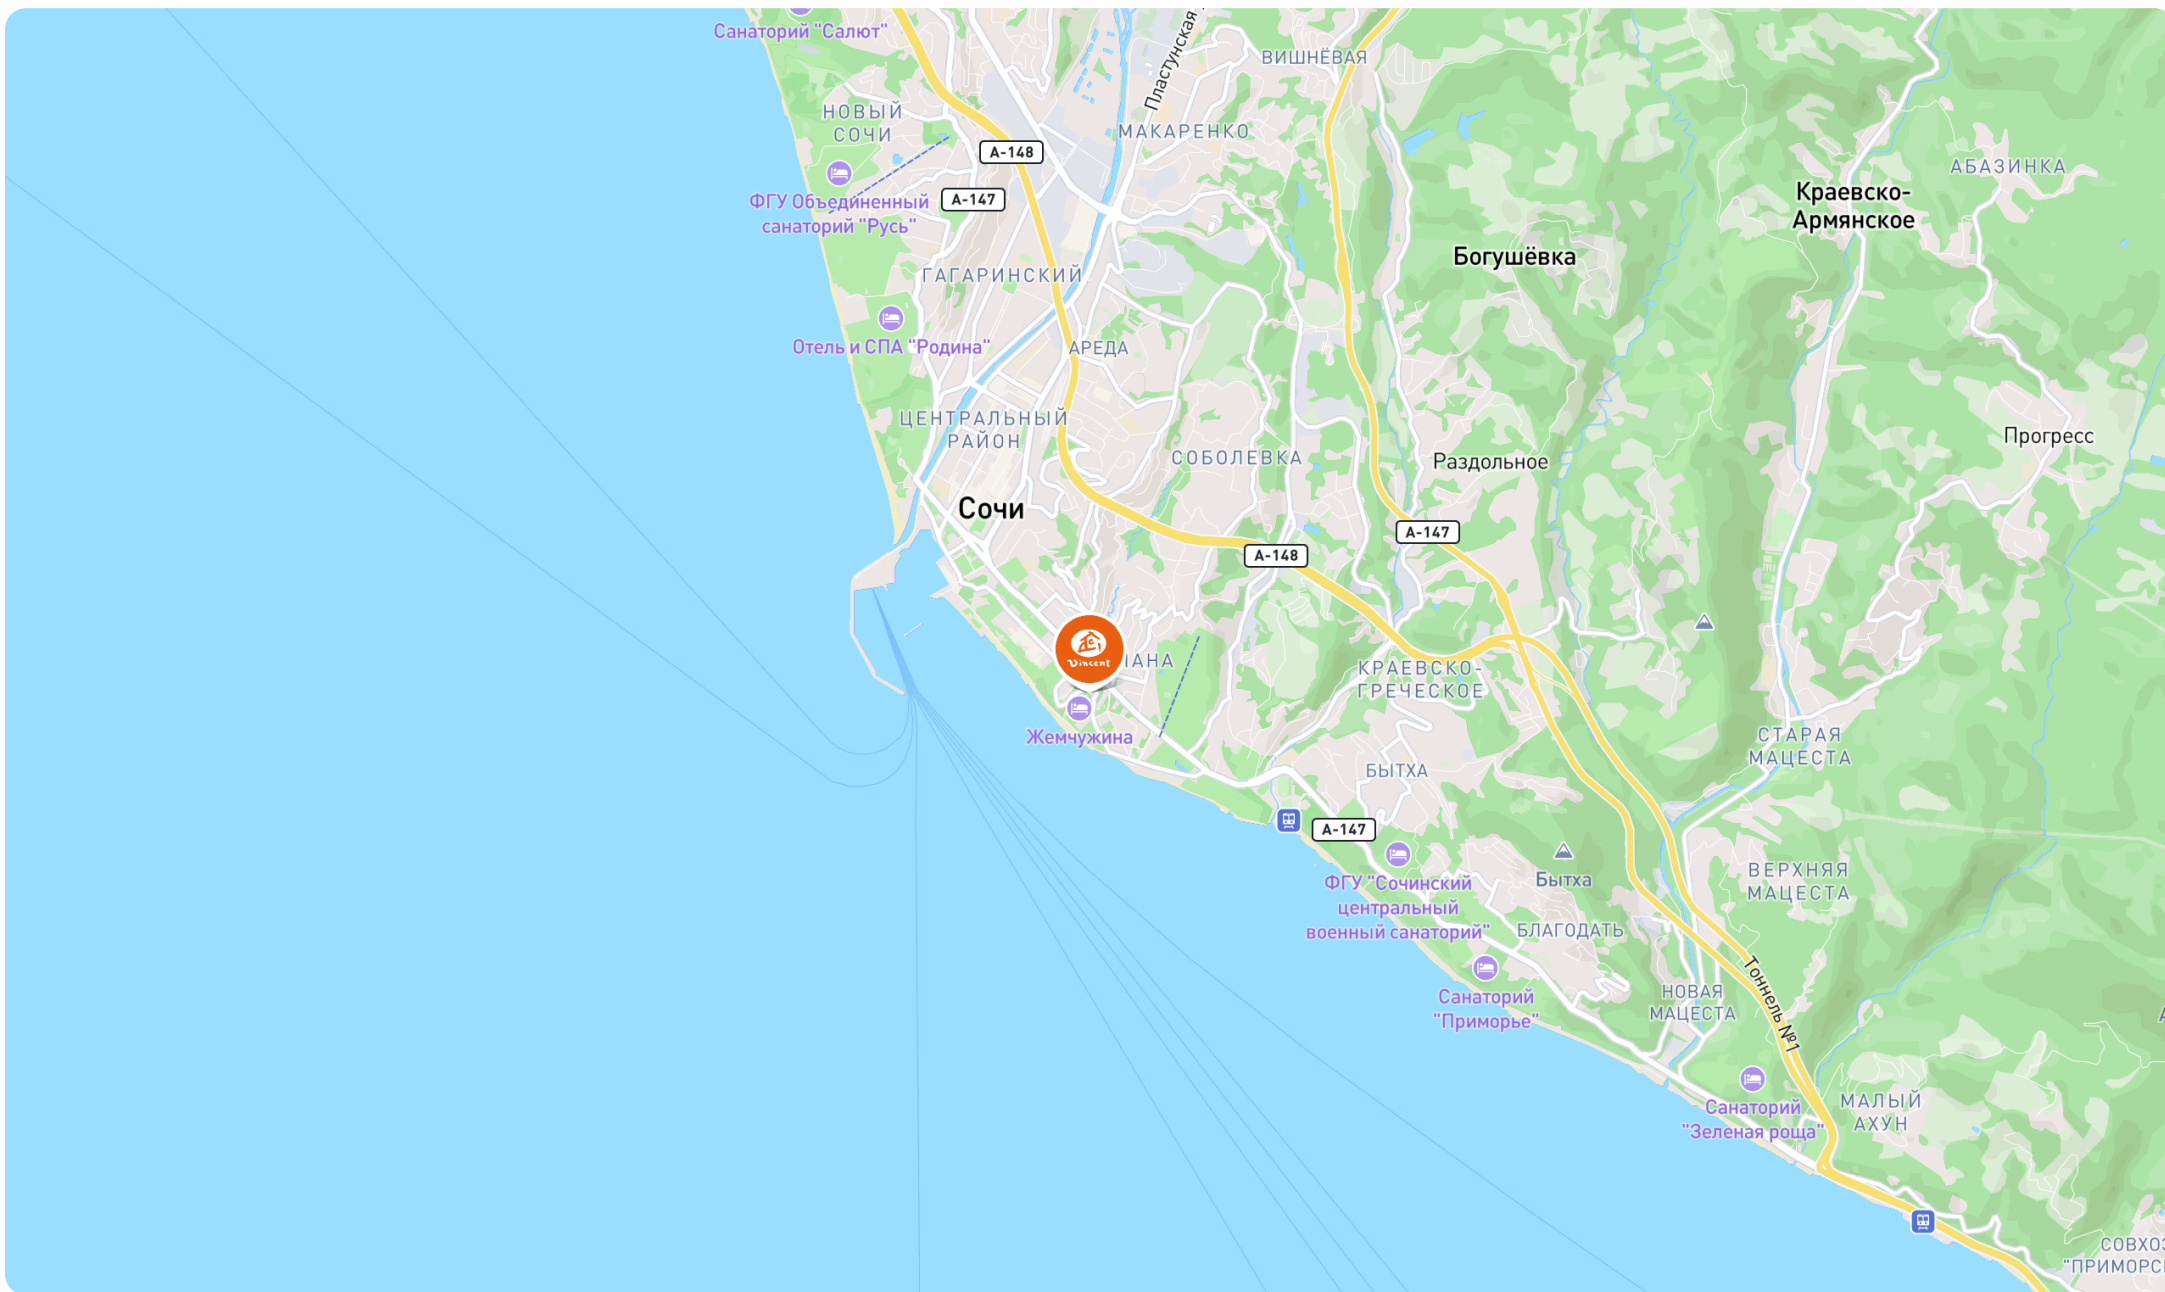 Санаторий "Салют"
Пластунская
ВИШНЁВАЯ
НОВЫЙ
СОЧИ
МАКАРЕНКО
А-148
АБАЗИНКА
ФГУ Объединенный
санаторий "Русь"
А-147
Краевско-
Армянское
Богушёвка
ГАГАРИНСКИЙ
Отель и СПА "Родина"
АРЕДА
ЦЕНТРАЛЬНЫЙ
РАЙОН
СОБОЛЕВКА
Раздольное
Прогресс
Сочи
А-147
А-148
Vincent
КРАЕВСКО-
ГРЕЧЕСКОЕ
Жемчужина
СТАРАЯ
МАЦЕСТА
БЫТХА
А-147
ФГУ "Сочинский
центральный
военный санаторий"
Бытха
ВЕРХНЯЯ
МАЦЕСТА
БЛАГОДАТЬ
Санаторий
"Приморье"
НОВАЯ
МАЦЕСТА
Тоннель №1
Санаторий
"Зеленая роща"
МАЛЫЙ
АХУН